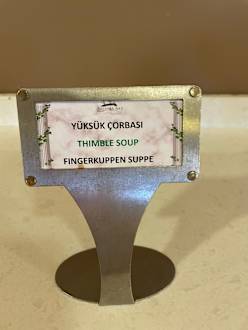 YÜKSÜK ÇORBASI
THIMBLE SOUP
FINGERKUPPEN SUPPE